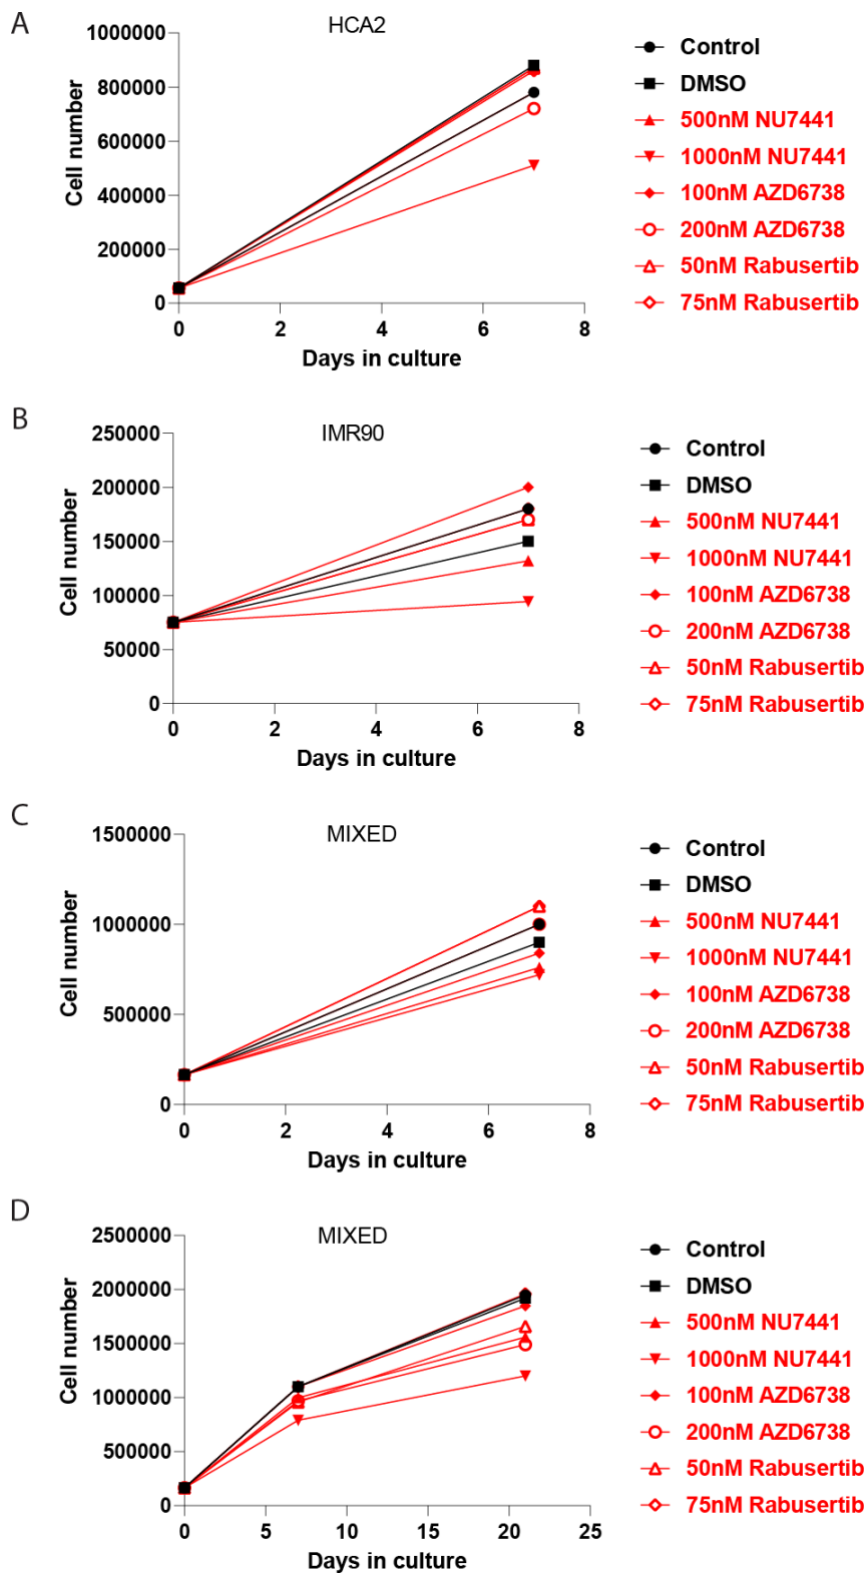 A
HCA2
1000000
800000
600000
400000
200000
0
0 2 4 6 8
Cell number
Days in culture
Control
DMSO
500nM NU7441
1000nM NU7441
100nM AZD6738
200nM AZD6738
50nM Rabusertib
75nM Rabusertib
B
IMR90
250000
200000
150000
100000
50000
0
0 2 4 6 8
Cell number
Days in culture
Control
DMSO
500nM NU7441
1000nM NU7441
100nM AZD6738
200nM AZD6738
50nM Rabusertib
75nM Rabusertib
C
MIXED
1500000
1000000
500000
0
0 2 4 6 8
Cell number
Days in culture
Control
DMSO
500nM NU7441
1000nM NU7441
100nM AZD6738
200nM AZD6738
50nM Rabusertib
75nM Rabusertib
D
MIXED
2500000
2000000
1500000
1000000
500000
0
0 5 10 15 20 25
Cell number
Days in culture
Control
DMSO
500nM NU7441
1000nM NU7441
100nM AZD6738
200nM AZD6738
50nM Rabusertib
75nM Rabusertib